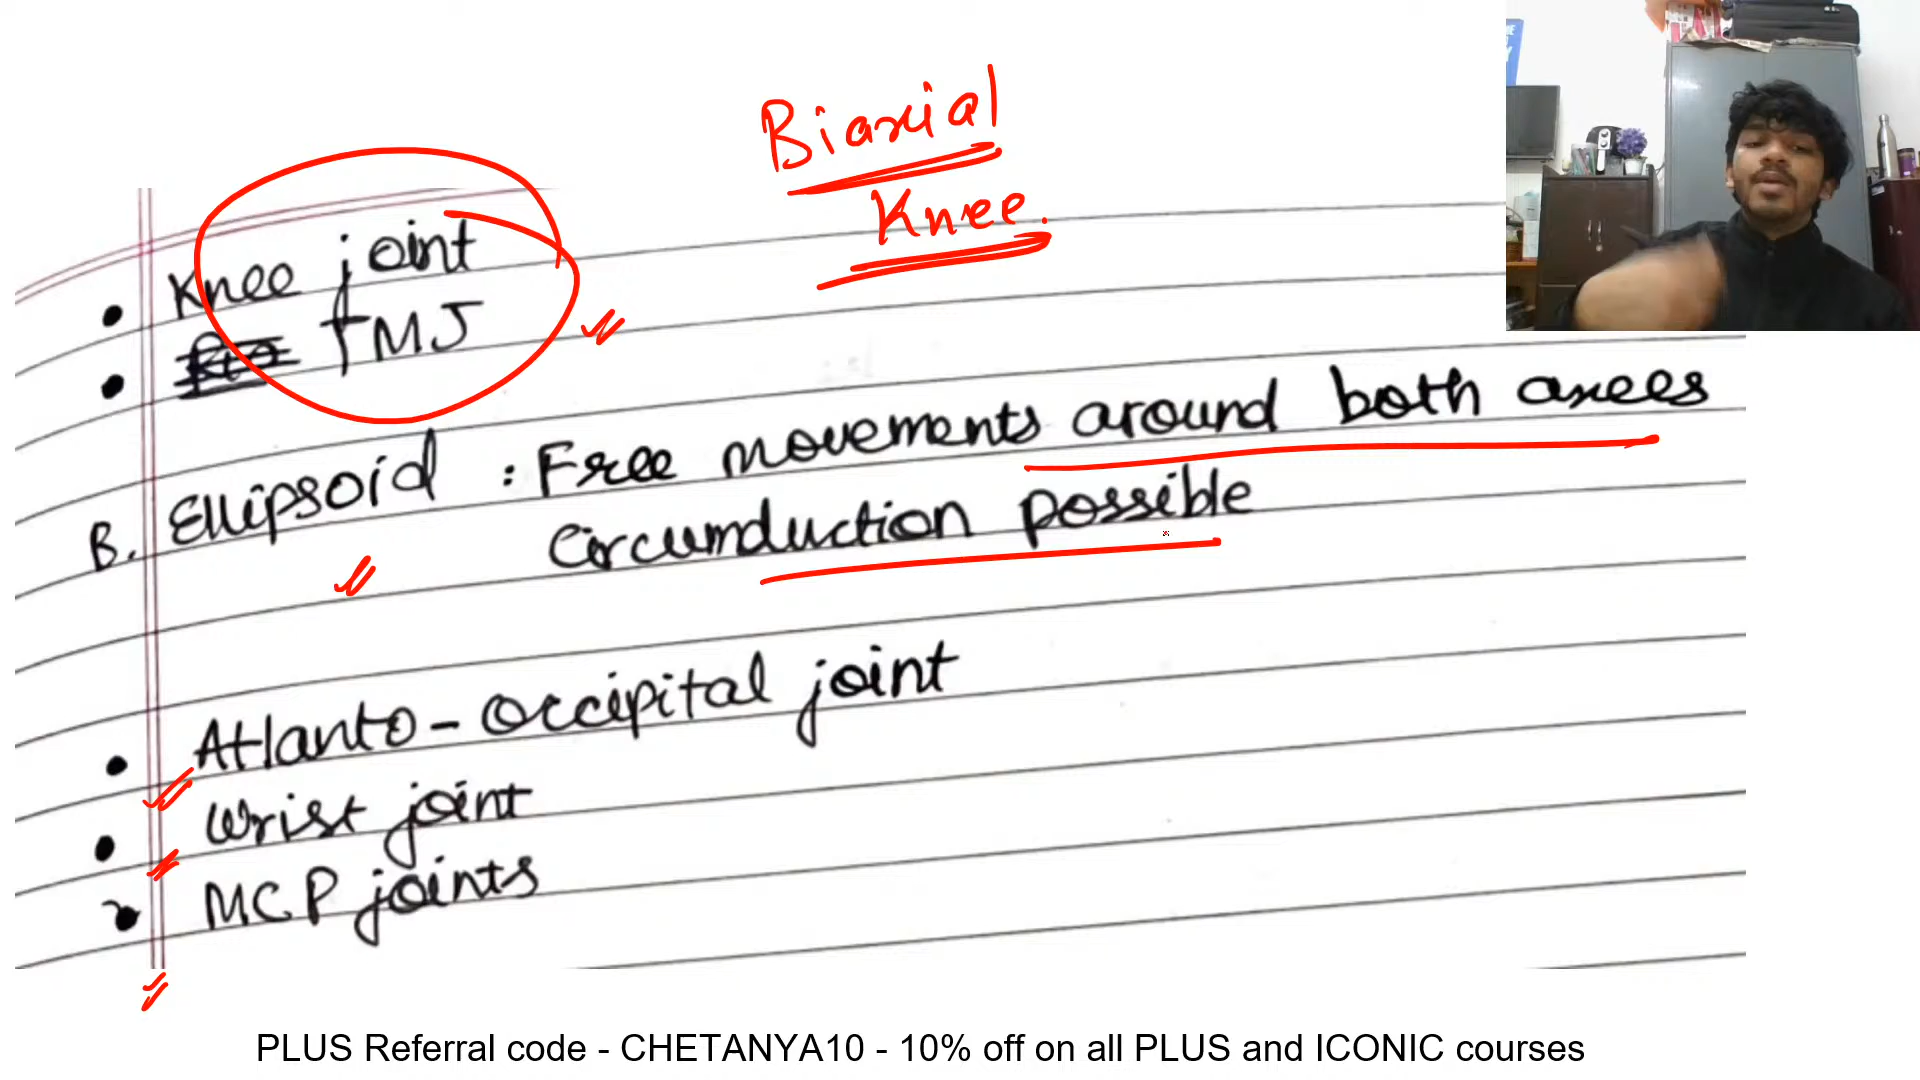 Biaxial
Knee.
Knee joint
TMJ
B. Ellipsoid : Free movements around both axees
Circumduction possible
Atlanto-occipital joint
Wrist joint
MCP joints
PLUS Referral code - CHETANYA10 - 10% off on all PLUS and ICONIC courses